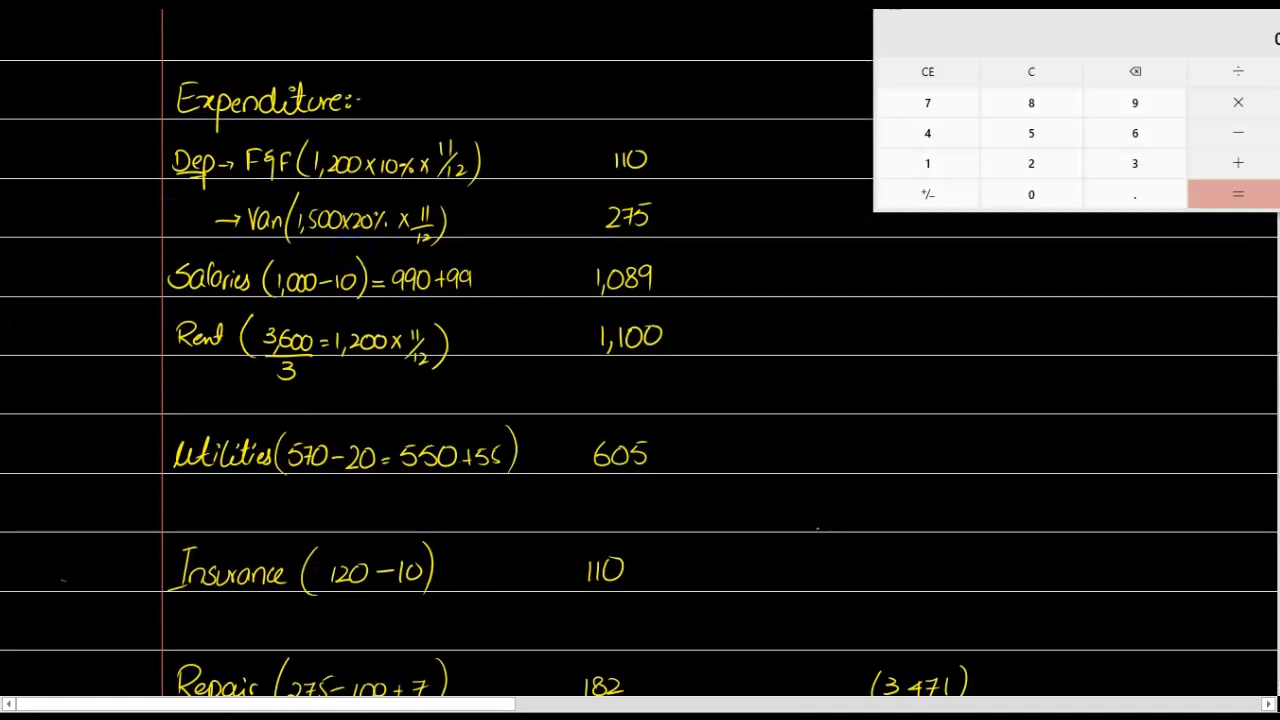 Expenditure:-
Dep → F&F (1,200 x 10% x 11/12) 110
→ Van (1,500x20% x 11/12) 275
Salaries (1,000-10) = 990+99 1,089
Rent (3,600/3 = 1,200 x 11/12) 1,100
Utilities (570-20 = 550+55) 605
Insurance (120-10) 110
Repair (275-100+7) 182 (3,471)
0
CE C ⌫ ÷
7 8 9 ×
4 5 6 −
1 2 3 +
+/− 0 . =